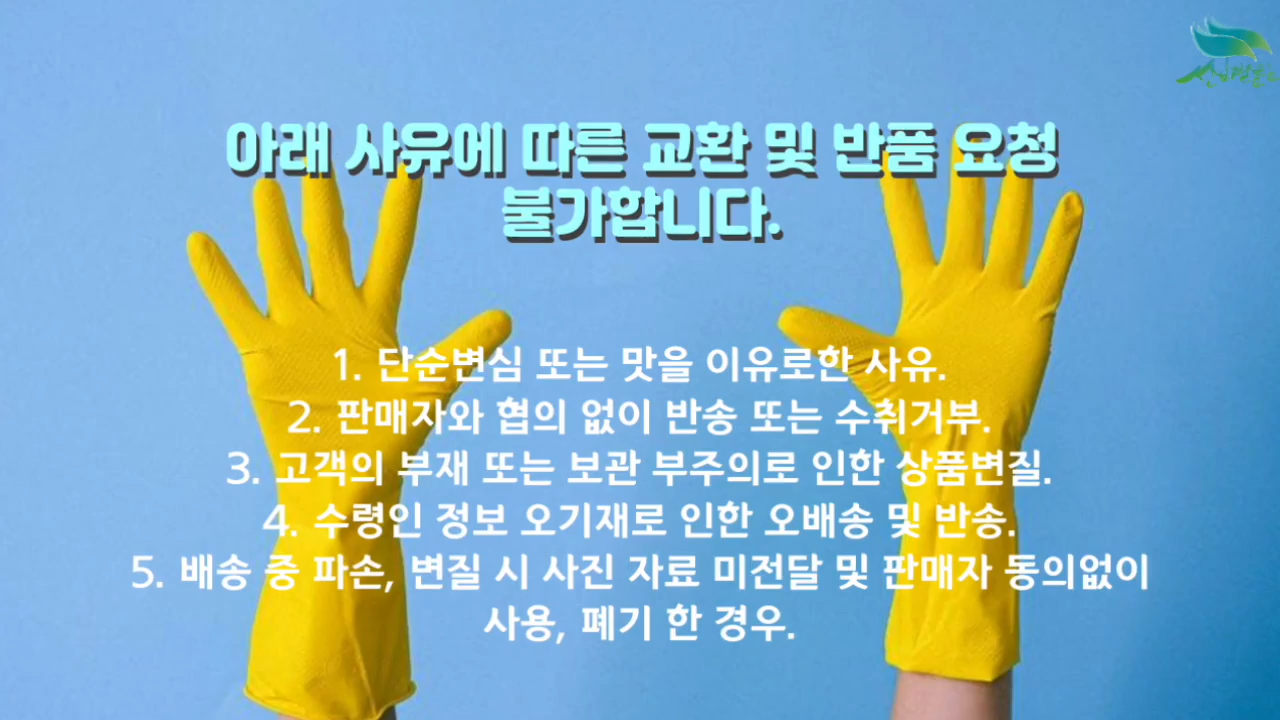 아래 사유에 따른 교환 및 반품 요청
불가합니다.
1. 단순변심 또는 맛을 이유로한 사유.
2. 판매자와 협의 없이 반송 또는 수취거부.
3. 고객의 부재 또는 보관 부주의로 인한 상품변질.
4. 수령인 정보 오기재로 인한 오배송 및 반송.
5. 배송 중 파손, 변질 시 사진 자료 미전달 및 판매자 동의없이
사용, 폐기 한 경우.